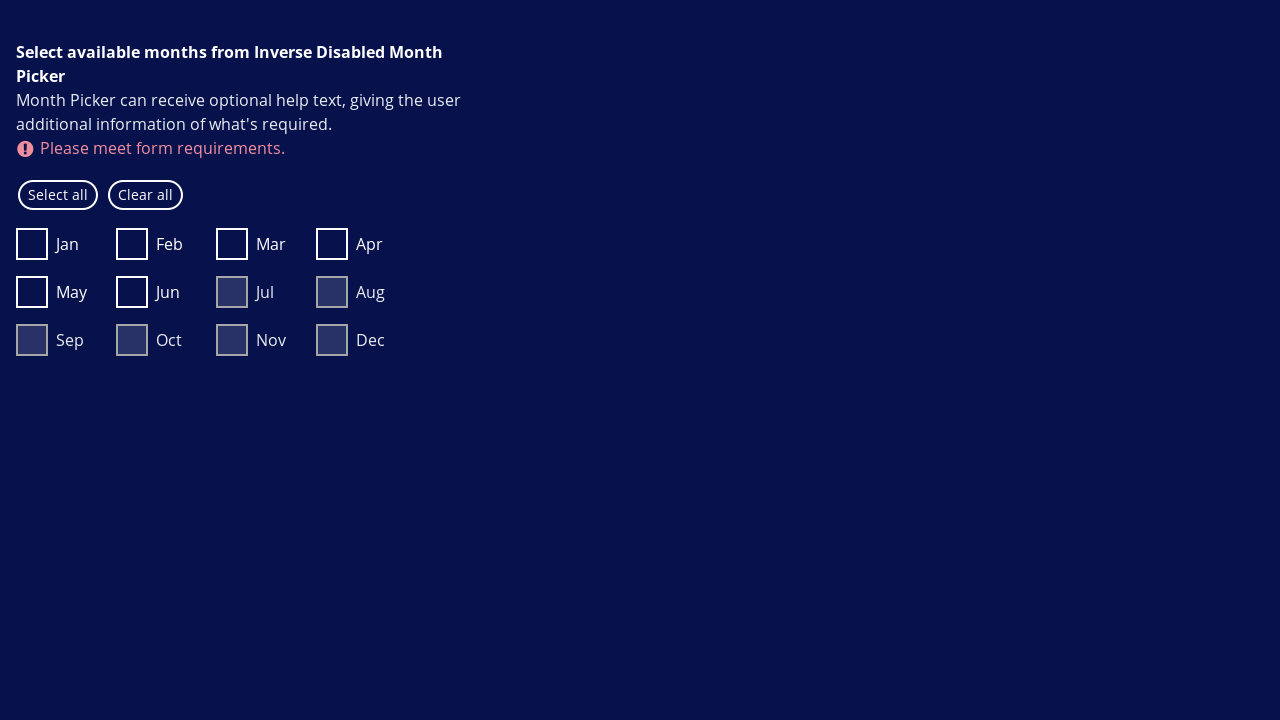 Select available months from Inverse Disabled Month
Picker
Month Picker can receive optional help text, giving the user
additional information of what's required.
Please meet form requirements.
Select all Clear all
Jan Feb Mar Apr
May Jun Jul Aug
Sep Oct Nov Dec